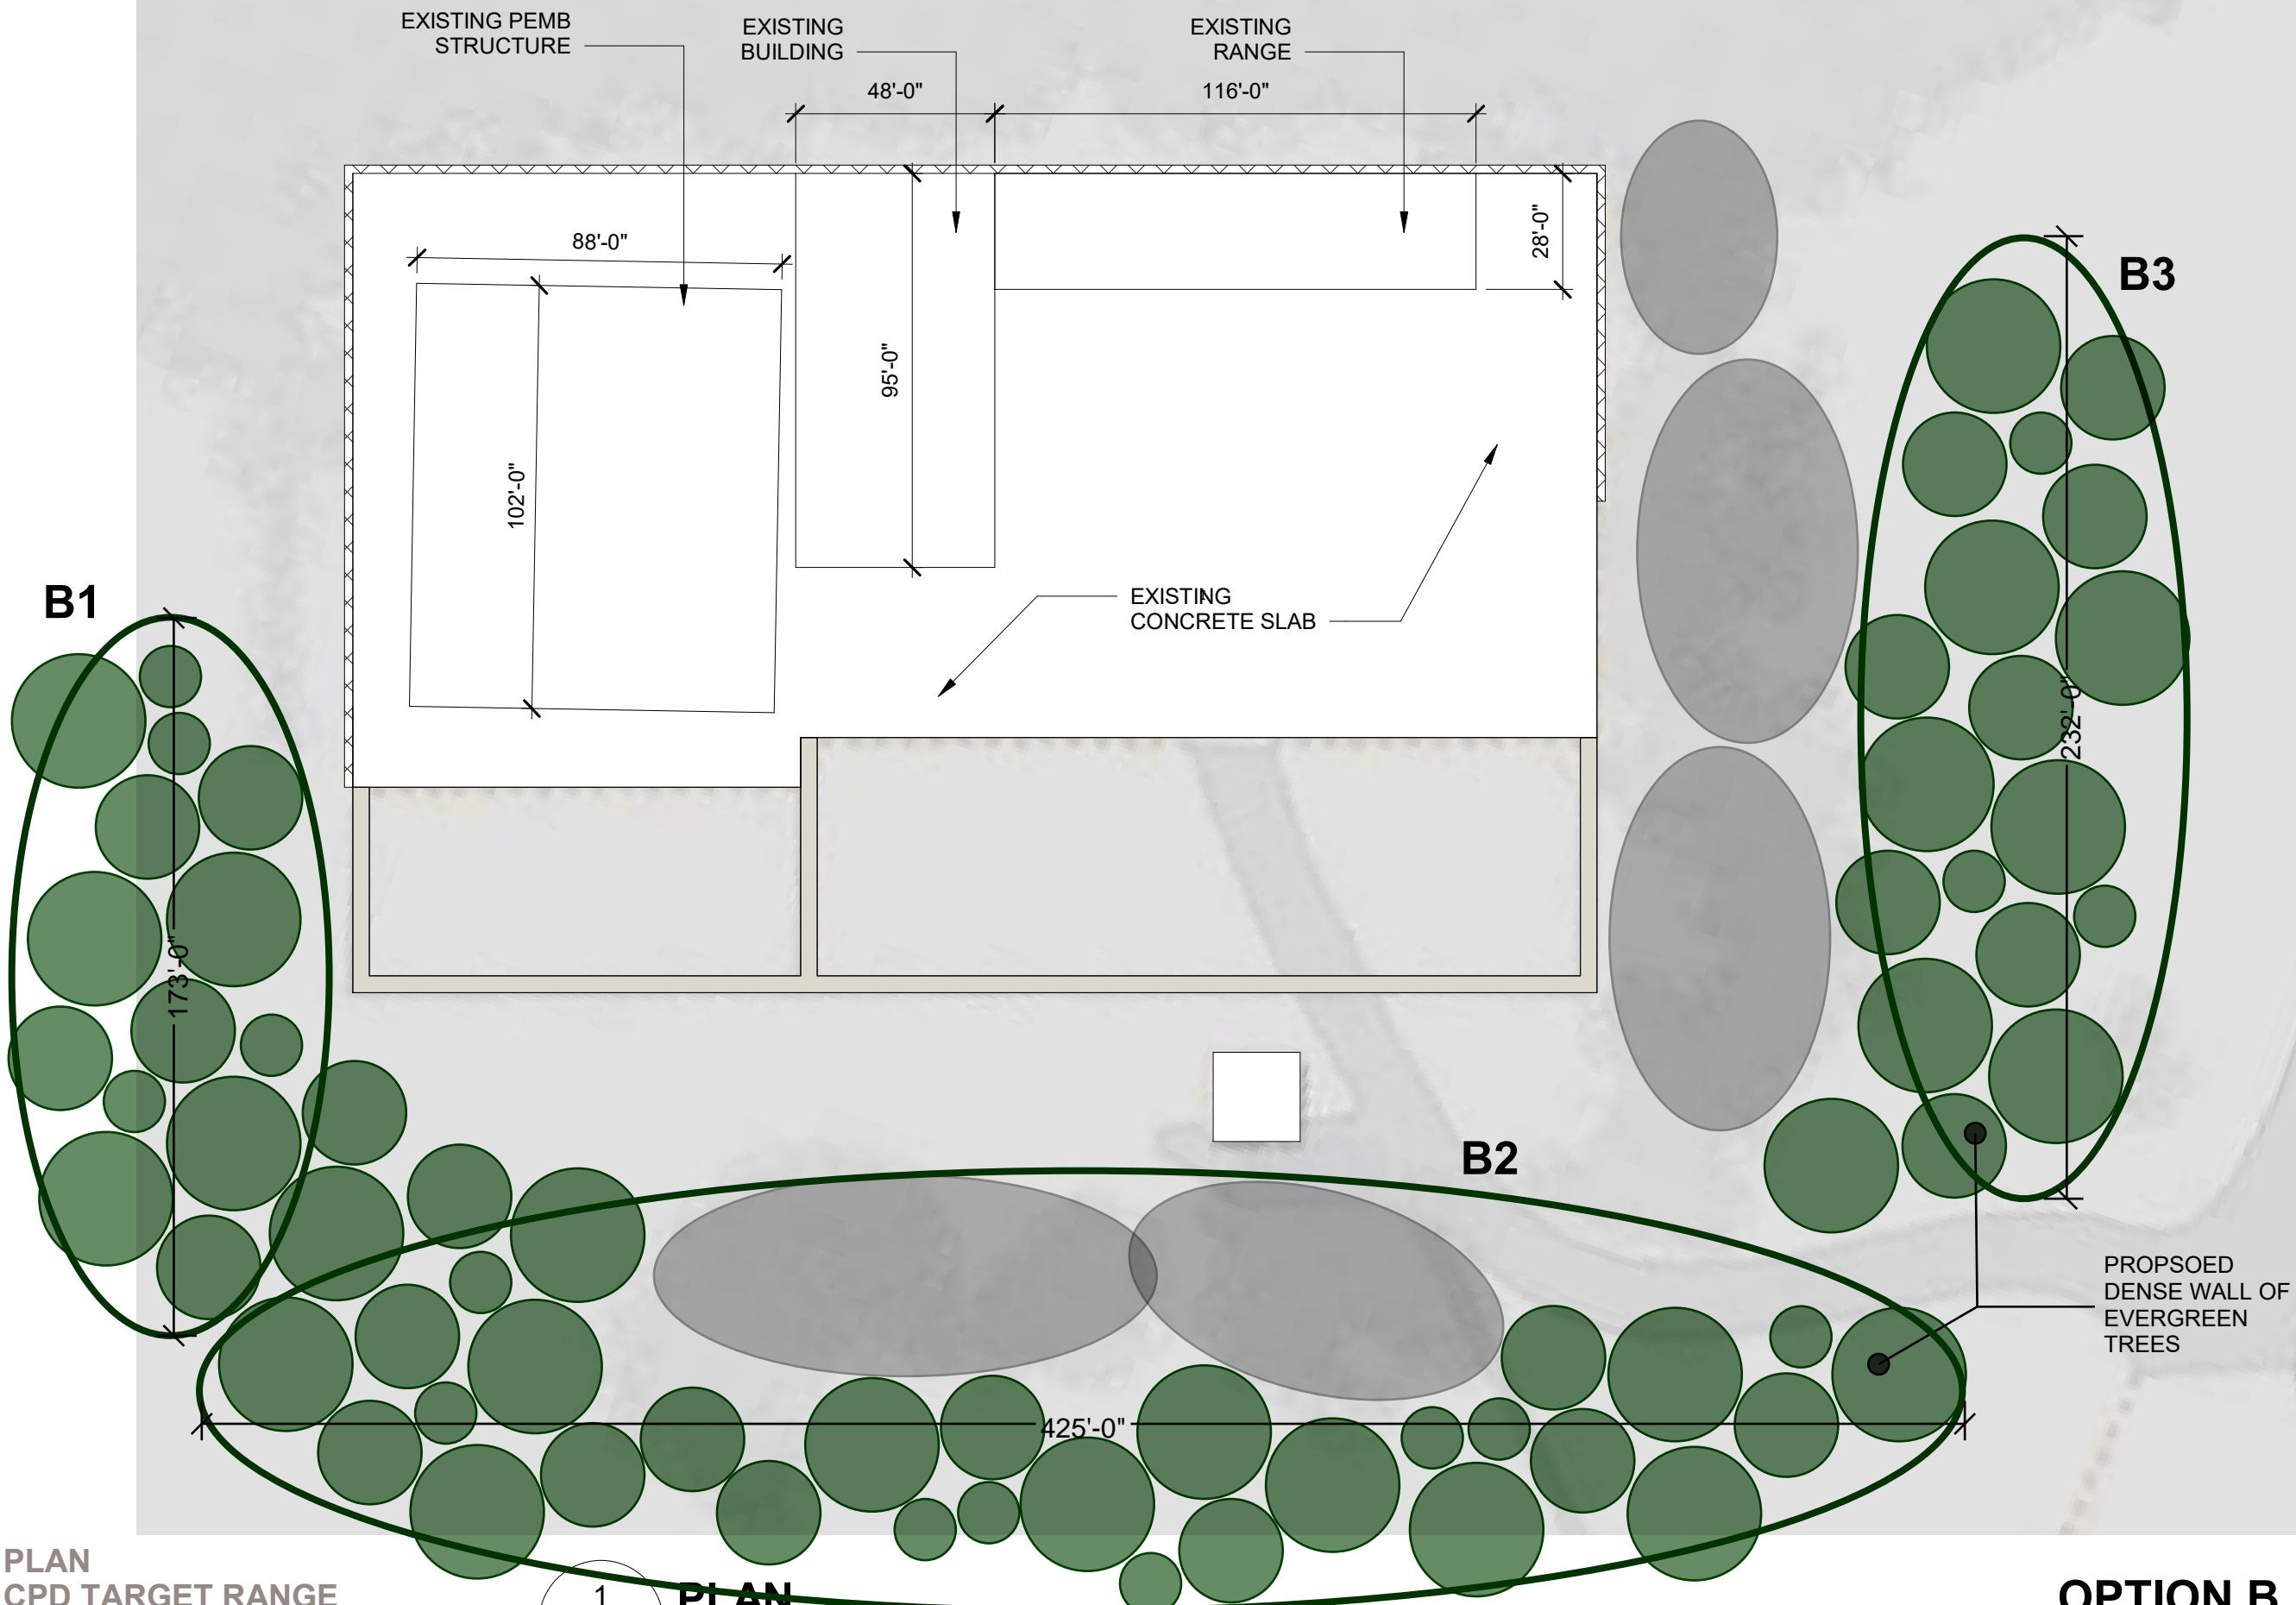 EXISTING PEMB
STRUCTURE
EXISTING
BUILDING
EXISTING
RANGE
48'-0"
116'-0"
88'-0"
28'-0"
95'-0"
102'-0"
EXISTING
CONCRETE SLAB
B1
B3
232'-0"
173'-0"
B2
PROPSOED
DENSE WALL OF
EVERGREEN
TREES
425'-0"
PLAN
CPD TARGET RANGE
1
PLAN
OPTION B